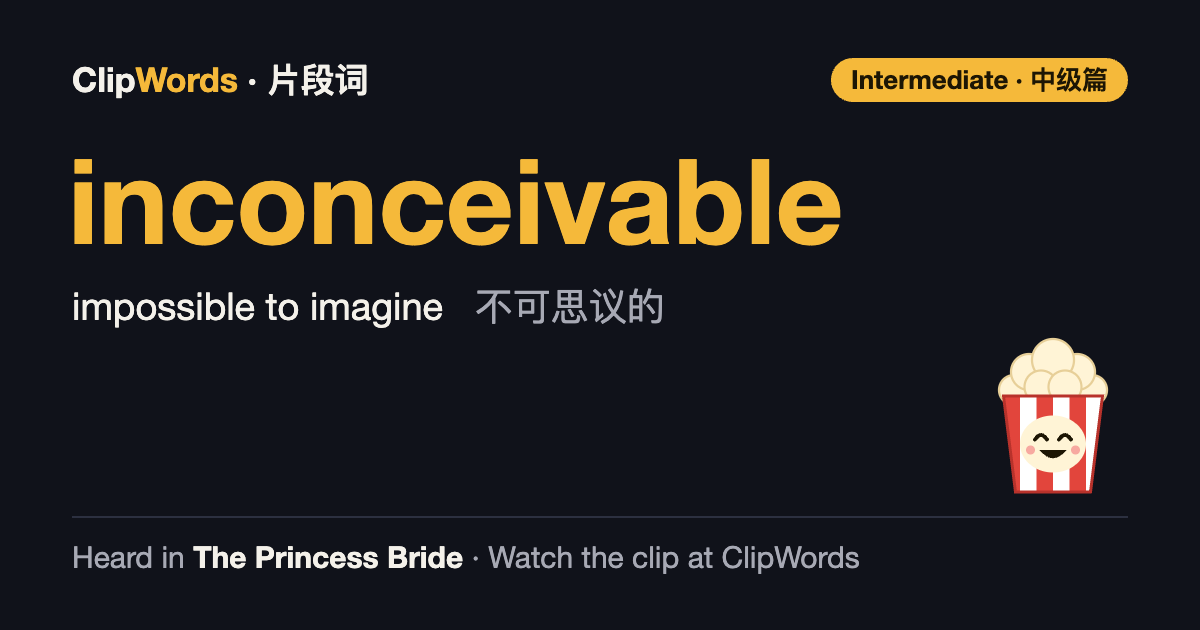 ClipWords · 片段词
Intermediate · 中级篇
inconceivable
impossible to imagine 不可思议的
Heard in The Princess Bride · Watch the clip at ClipWords